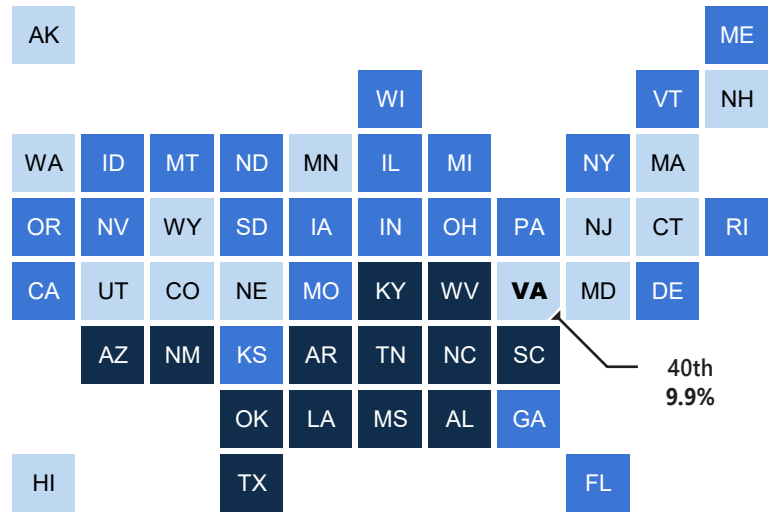 AK ME
WI VT NH
WA ID MT ND MN IL MI NY MA
OR NV WY SD IA IN OH PA NJ CT RI
CA UT CO NE MO KY WV VA MD DE
AZ NM KS AR TN NC SC
40th
9.9%
OK LA MS AL GA
HI TX FL